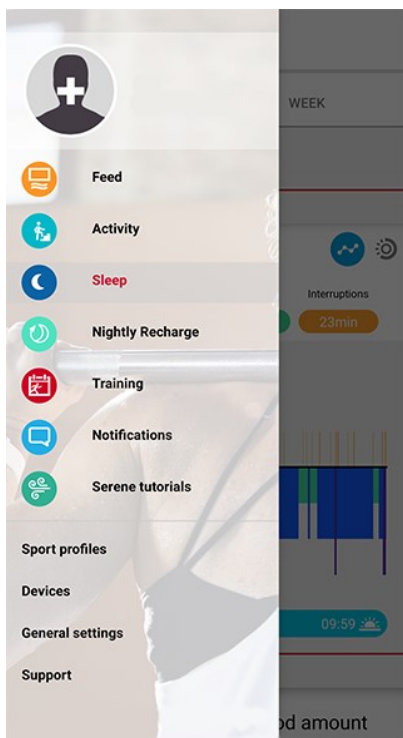 WEEK
Feed
Activity
Sleep
Interruptions
23min
Nightly Recharge
Training
Notifications
Serene tutorials
Sport profiles
Devices
General settings
09:59
Support
od amount